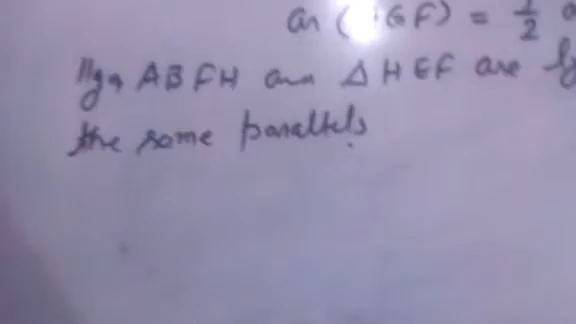 ar ( GF) = 1/2
||gm ABFH and △HEF are
the same parallels